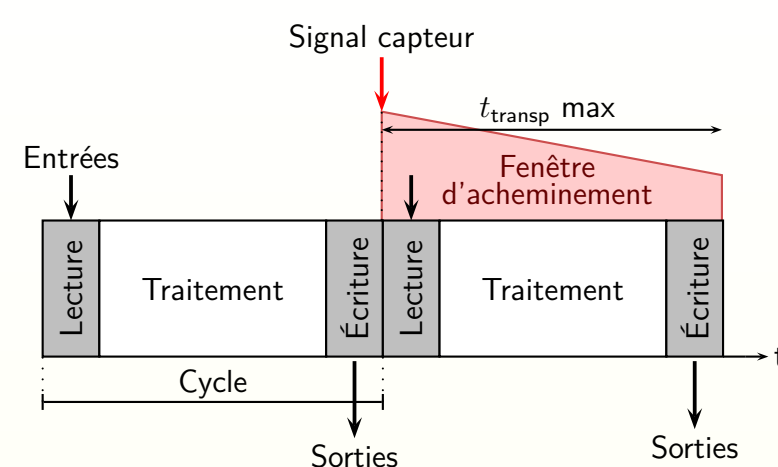 Signal capteur
t_transp max
Entrées
Fenêtre
d'acheminement
Lecture
Traitement
Écriture
Lecture
Traitement
Écriture
t
Cycle
Sorties
Sorties